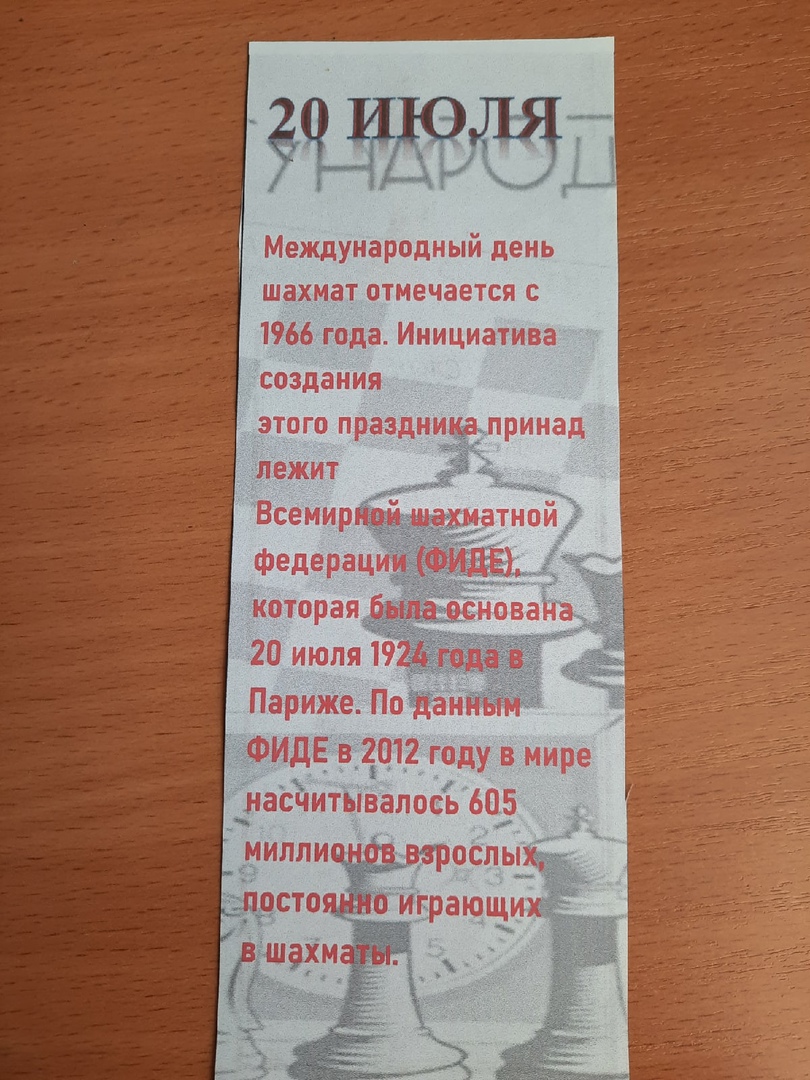 20 ИЮЛЯ
УНАРОД
Международный день
шахмат отмечается с
1966 года. Инициатива
создания
этого праздника принад
лежит
Всемирной шахматной
федерации (ФИДЕ),
которая была основана
20 июля 1924 года в
Париже. По данным
ФИДЕ в 2012 году в мире
насчитывалось 605
миллионов взрослых,
постоянно играющих
в шахматы.